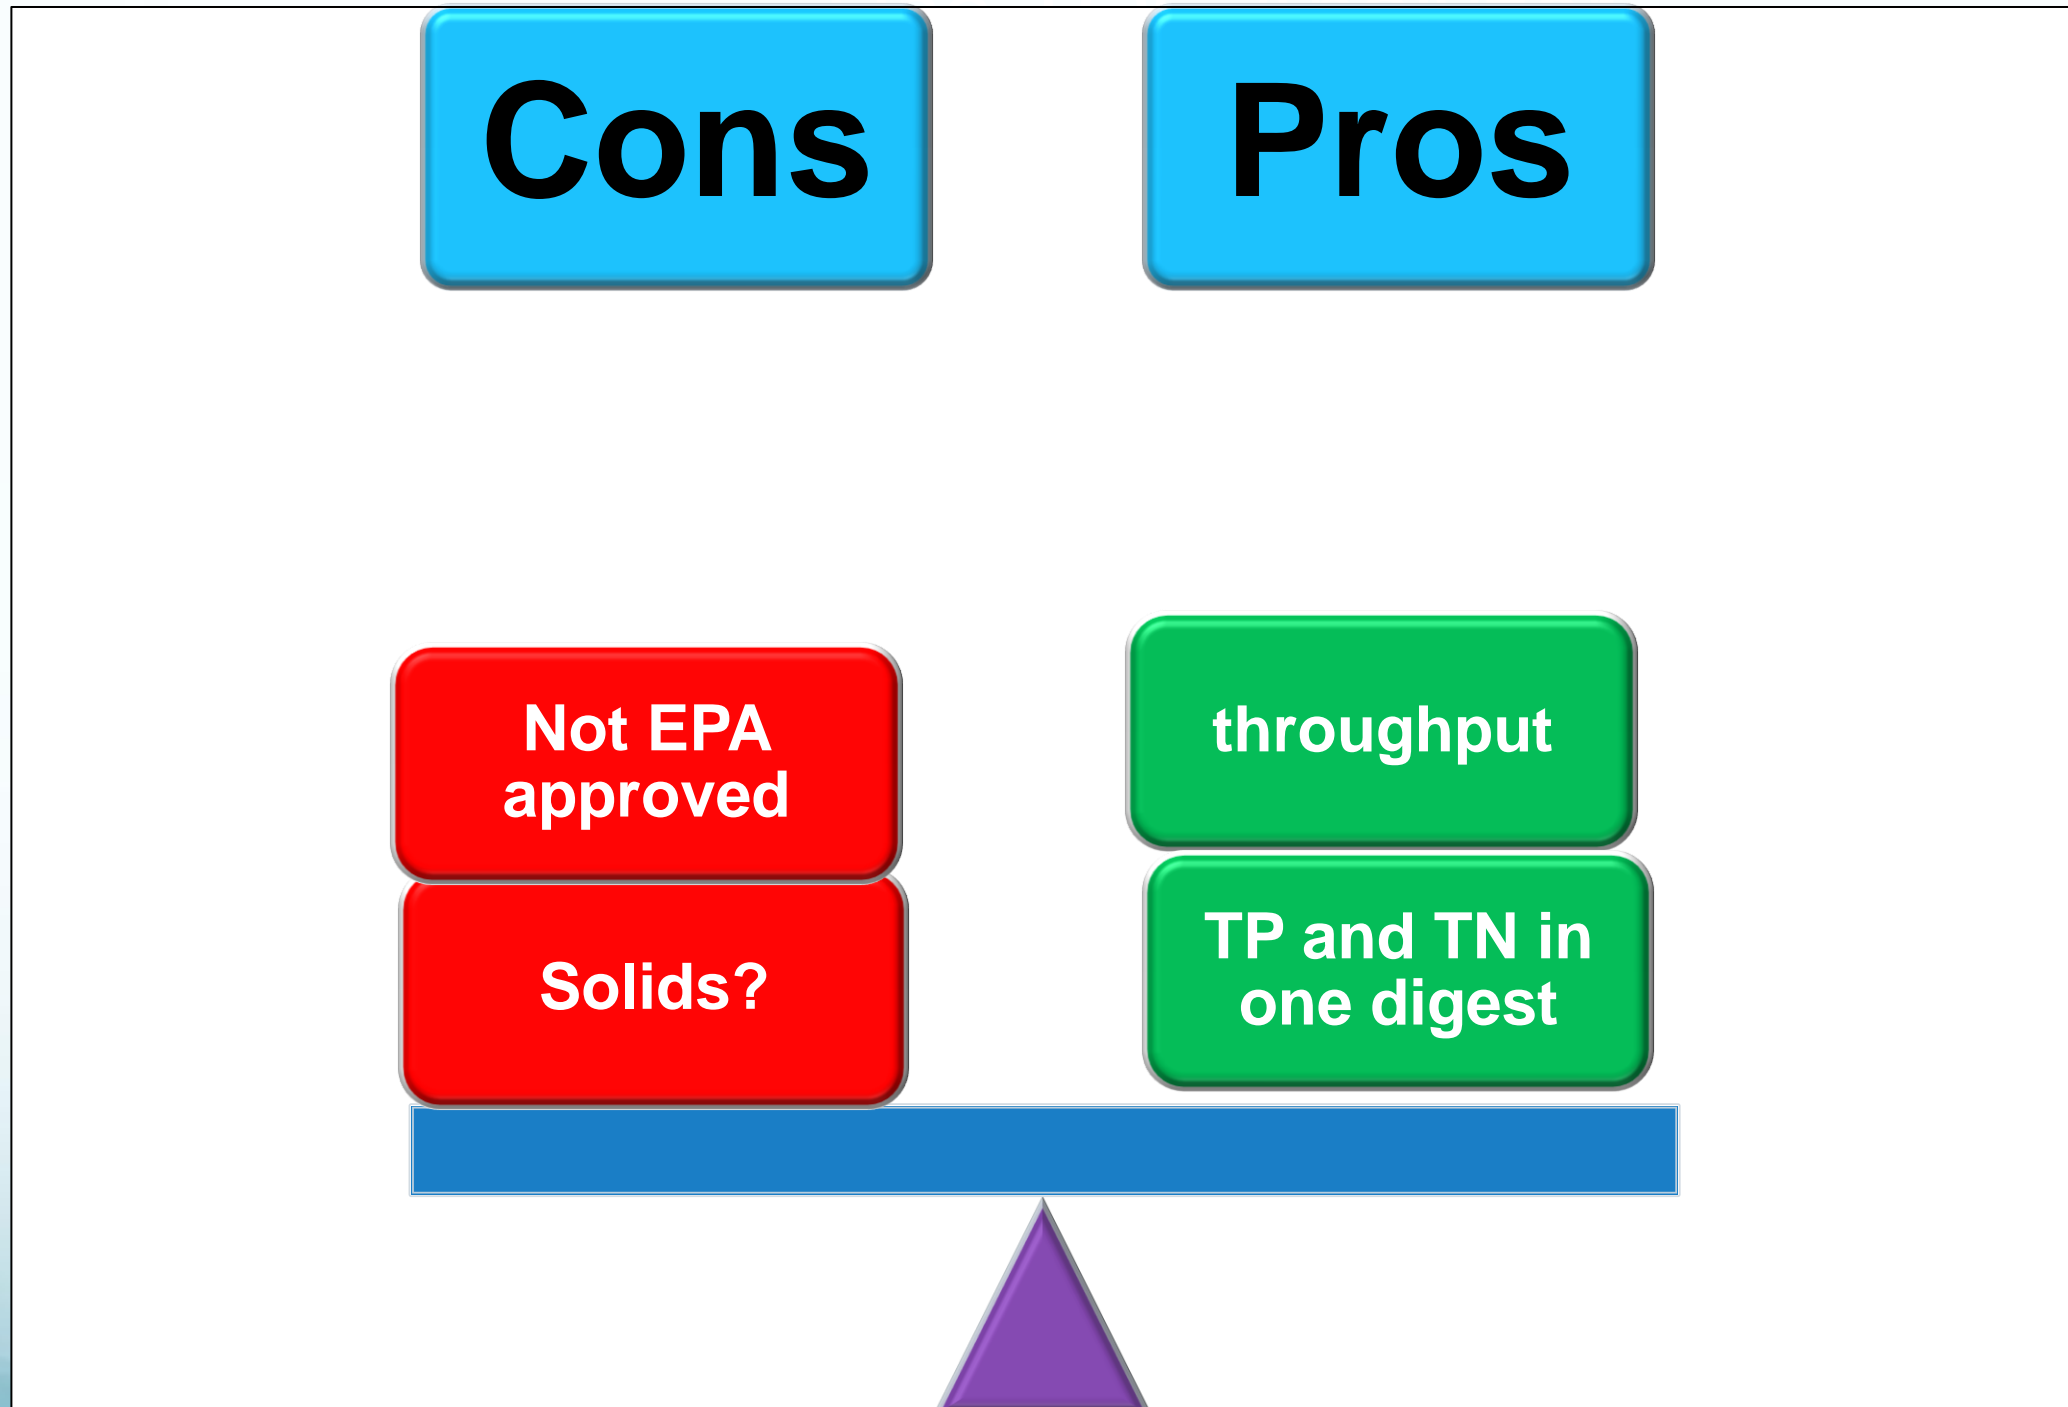 Cons
Pros
Not EPA
approved
Solids?
throughput
TP and TN in
one digest